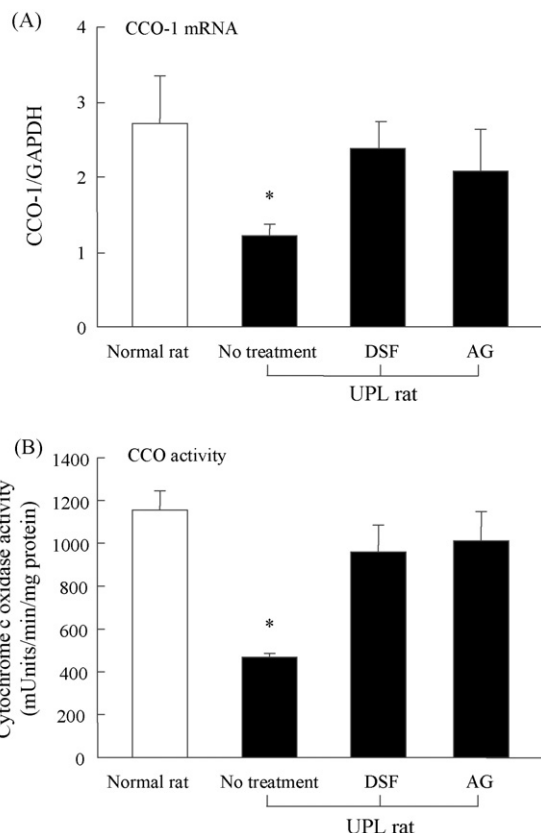 (A)
CCO-1 mRNA
CCO-1/GAPDH
4
3
2
1
0
*
Normal rat No treatment DSF AG
UPL rat
(B)
CCO activity
Cytochrome c oxidase activity
(mUnits/min/mg protein)
1400
1200
1000
800
600
400
200
0
*
Normal rat No treatment DSF AG
UPL rat